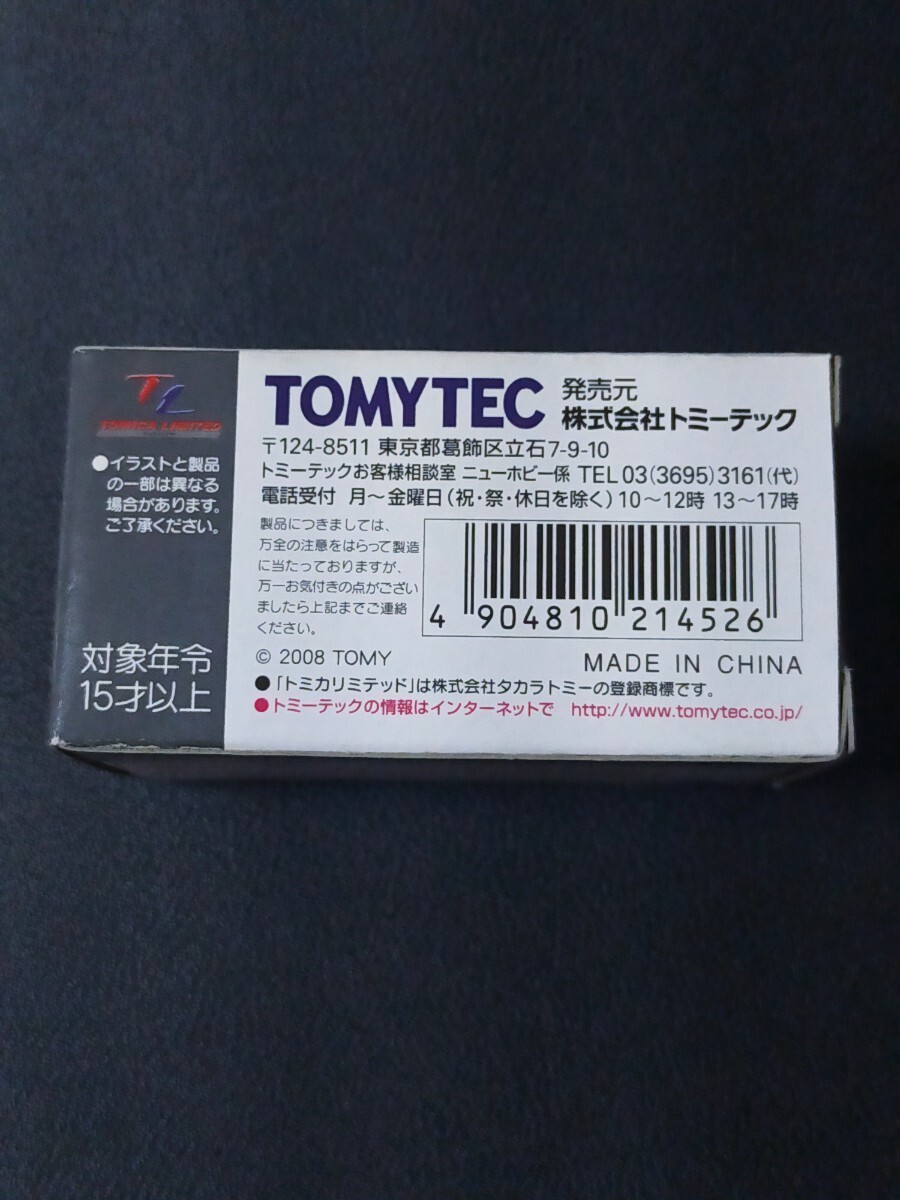 TL
TOMICA LIMITED
●イラストと製品
の一部は異なる
場合があります。
ご了承ください。
対象年令
15才以上
TOMYTEC 発売元
株式会社トミーテック
〒124-8511 東京都葛飾区立石7-9-10
トミーテックお客様相談室 ニューホビー係 TEL 03(3695)3161(代)
電話受付 月〜金曜日(祝・祭・休日を除く) 10〜12時 13〜17時
製品につきましては、
万全の注意をはらって製造
に当たっておりますが、
万一お気付きの点がござい
ましたら上記までご連絡
ください。
4 904810 214526
© 2008 TOMY MADE IN CHINA
●「トミカリミテッド」は株式会社タカラトミーの登録商標です。
●トミーテックの情報はインターネットで http://www.tomytec.co.jp/